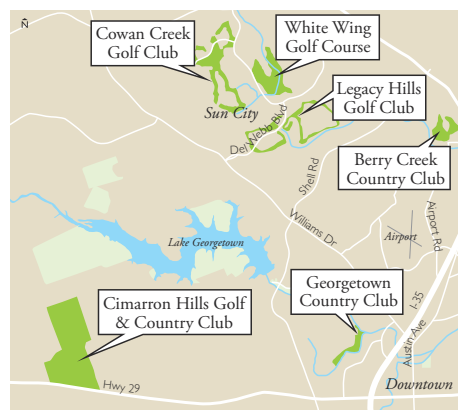 N
Cowan Creek
Golf Club
White Wing
Golf Course
Sun City
Legacy Hills
Golf Club
Del Webb Blvd
Berry Creek
Country Club
Shell Rd
Airport Rd
Williams Dr
Airport
Lake Georgetown
Georgetown
Country Club
I-35
Cimarron Hills Golf
& Country Club
Austin Ave
Hwy 29
Downtown